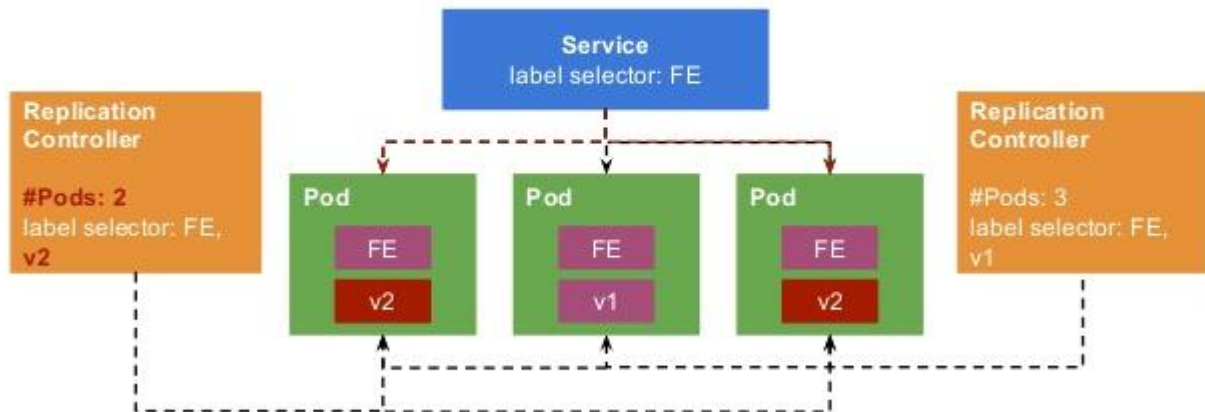 Service
label selector: FE
Replication
Controller
#Pods: 2
label selector: FE,
v2
Pod
FE
v2
Pod
FE
v1
Pod
FE
v2
Replication
Controller
#Pods: 3
label selector: FE,
v1